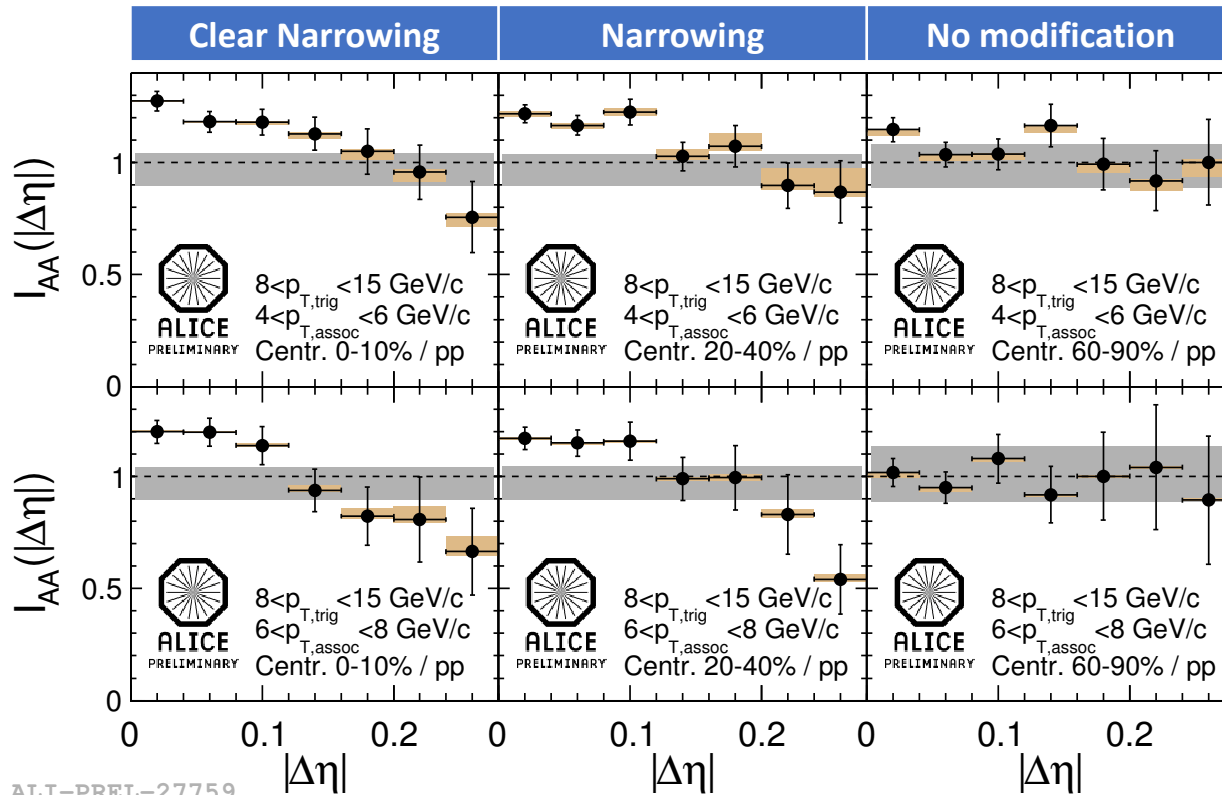 Clear Narrowing Narrowing No modification
I_AA(|Δη|)
1
0.5
0
8<p_T,trig <15 GeV/c
4<p_T,assoc <6 GeV/c
Centr. 0-10% / pp
ALICE
PRELIMINARY
8<p_T,trig <15 GeV/c
4<p_T,assoc <6 GeV/c
Centr. 20-40% / pp
ALICE
PRELIMINARY
8<p_T,trig <15 GeV/c
4<p_T,assoc <6 GeV/c
Centr. 60-90% / pp
ALICE
PRELIMINARY
I_AA(|Δη|)
1
0.5
0
8<p_T,trig <15 GeV/c
6<p_T,assoc <8 GeV/c
Centr. 0-10% / pp
ALICE
PRELIMINARY
8<p_T,trig <15 GeV/c
6<p_T,assoc <8 GeV/c
Centr. 20-40% / pp
ALICE
PRELIMINARY
8<p_T,trig <15 GeV/c
6<p_T,assoc <8 GeV/c
Centr. 60-90% / pp
ALICE
PRELIMINARY
0 0.1 0.2 0 0.1 0.2 0 0.1 0.2
|Δη| |Δη| |Δη|
ALI-PREL-27759